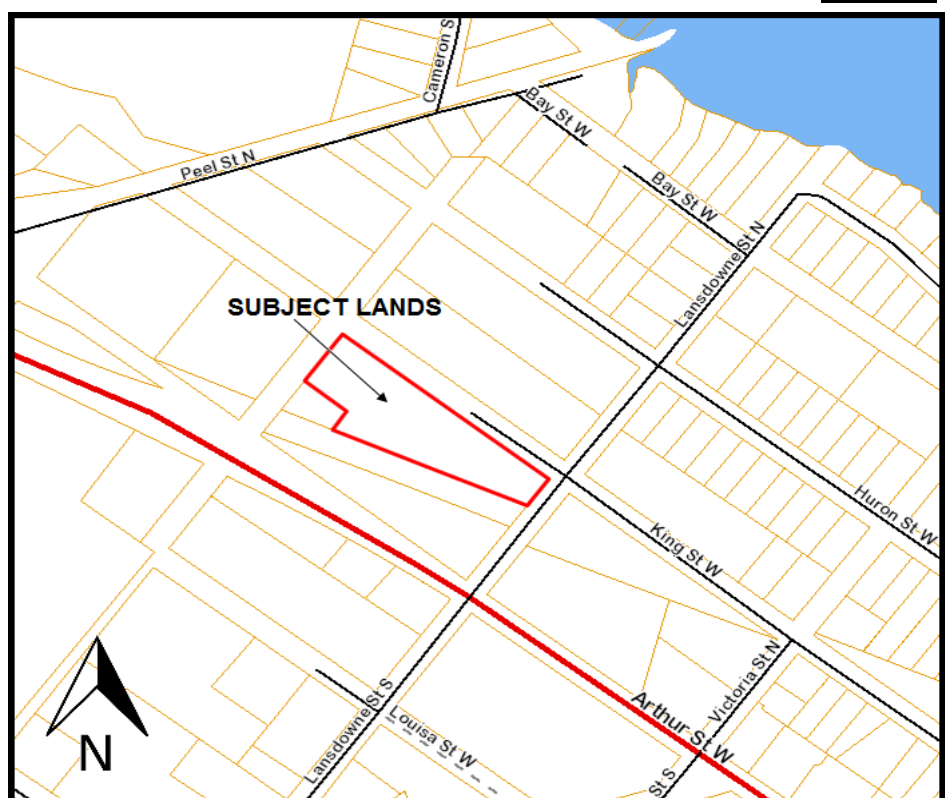 Cameron S
Bay St W
Peel St N
Bay St W
Lansdowne St N
SUBJECT LANDS
Huron St W
King St W
Victoria St N
Arthur St W
Lansdowne St S
Louisa St W
St S
N